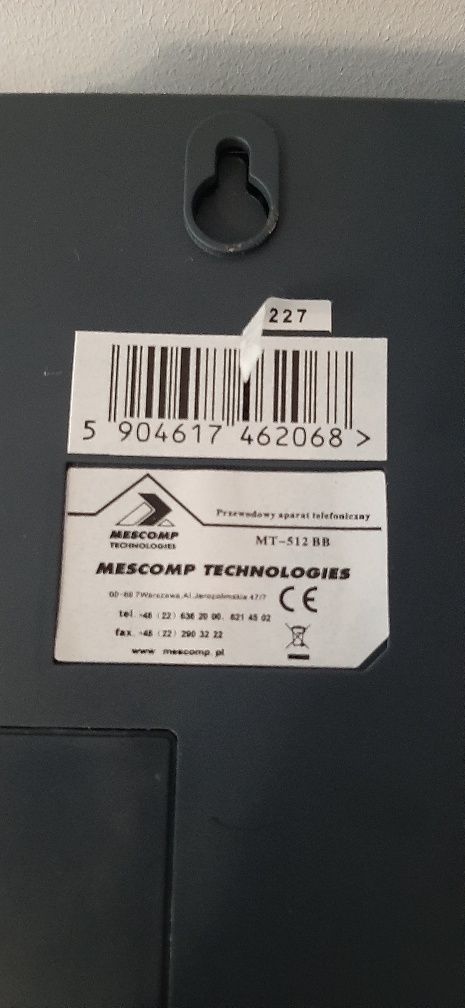 227
5 904617 462068 >
MESCOMP
TECHNOLOGIES
Przewodowy aparat telefoniczny
MT-512 BB
MESCOMP TECHNOLOGIES
Warszawa, Al. Jerozolimskie 47/7
tel. +48 (22) 636 20 00. 621 45 02
fax. +48 (22) 290 32 22
www. mescomp. pl
CE